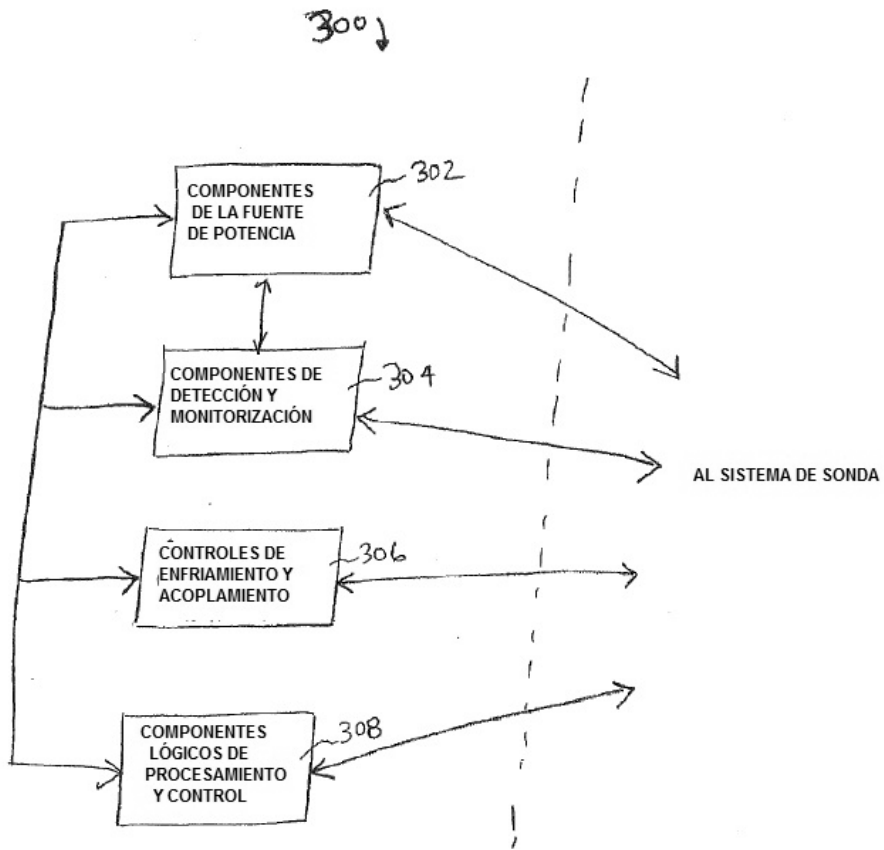 300
COMPONENTES
DE LA FUENTE
DE POTENCIA
302
COMPONENTES DE
DETECCIÓN Y
MONITORIZACIÓN
304
AL SISTEMA DE SONDA
CONTROLES DE
ENFRIAMIENTO Y
ACOPLAMIENTO
306
COMPONENTES
LÓGICOS DE
PROCESAMIENTO
Y CONTROL
308